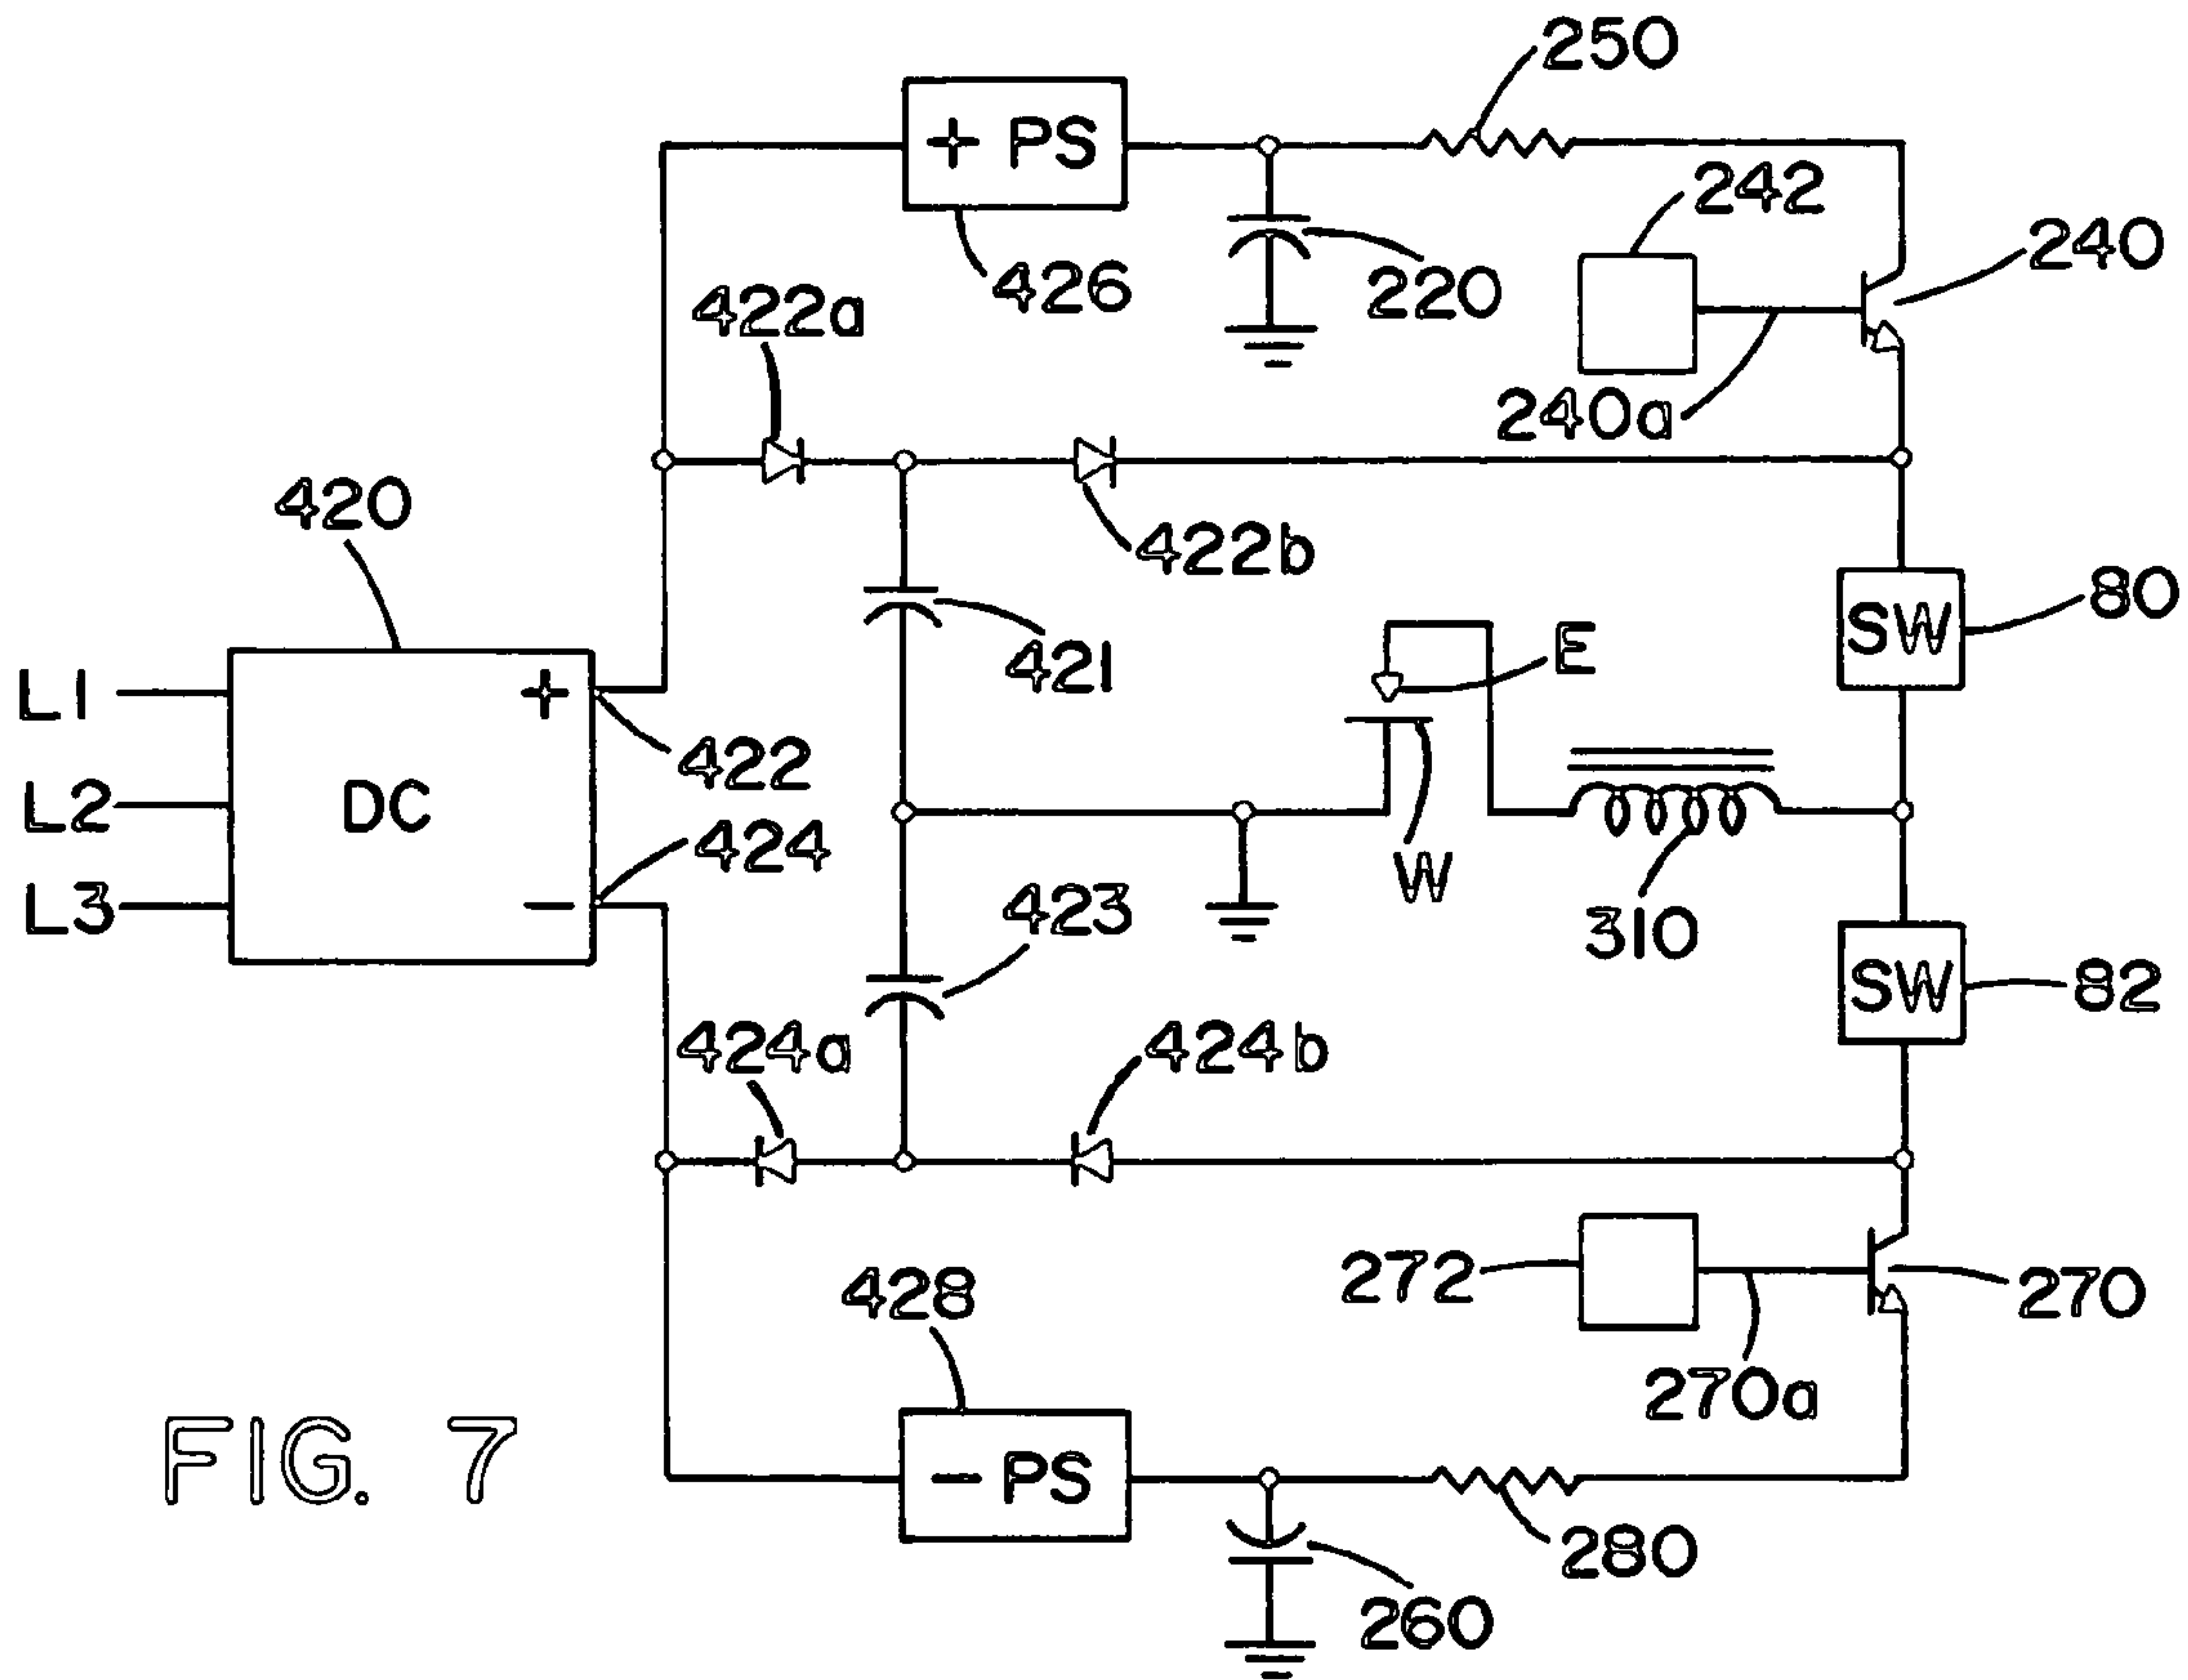 250
+ PS
242
240
426
220
422a
240a
420
422b
80
SW
E
421
L1
+
422
L2
DC
424
W
423
310
L3
−
SW
82
424a
424b
272
270
428
270a
FIG. 7
− PS
280
260